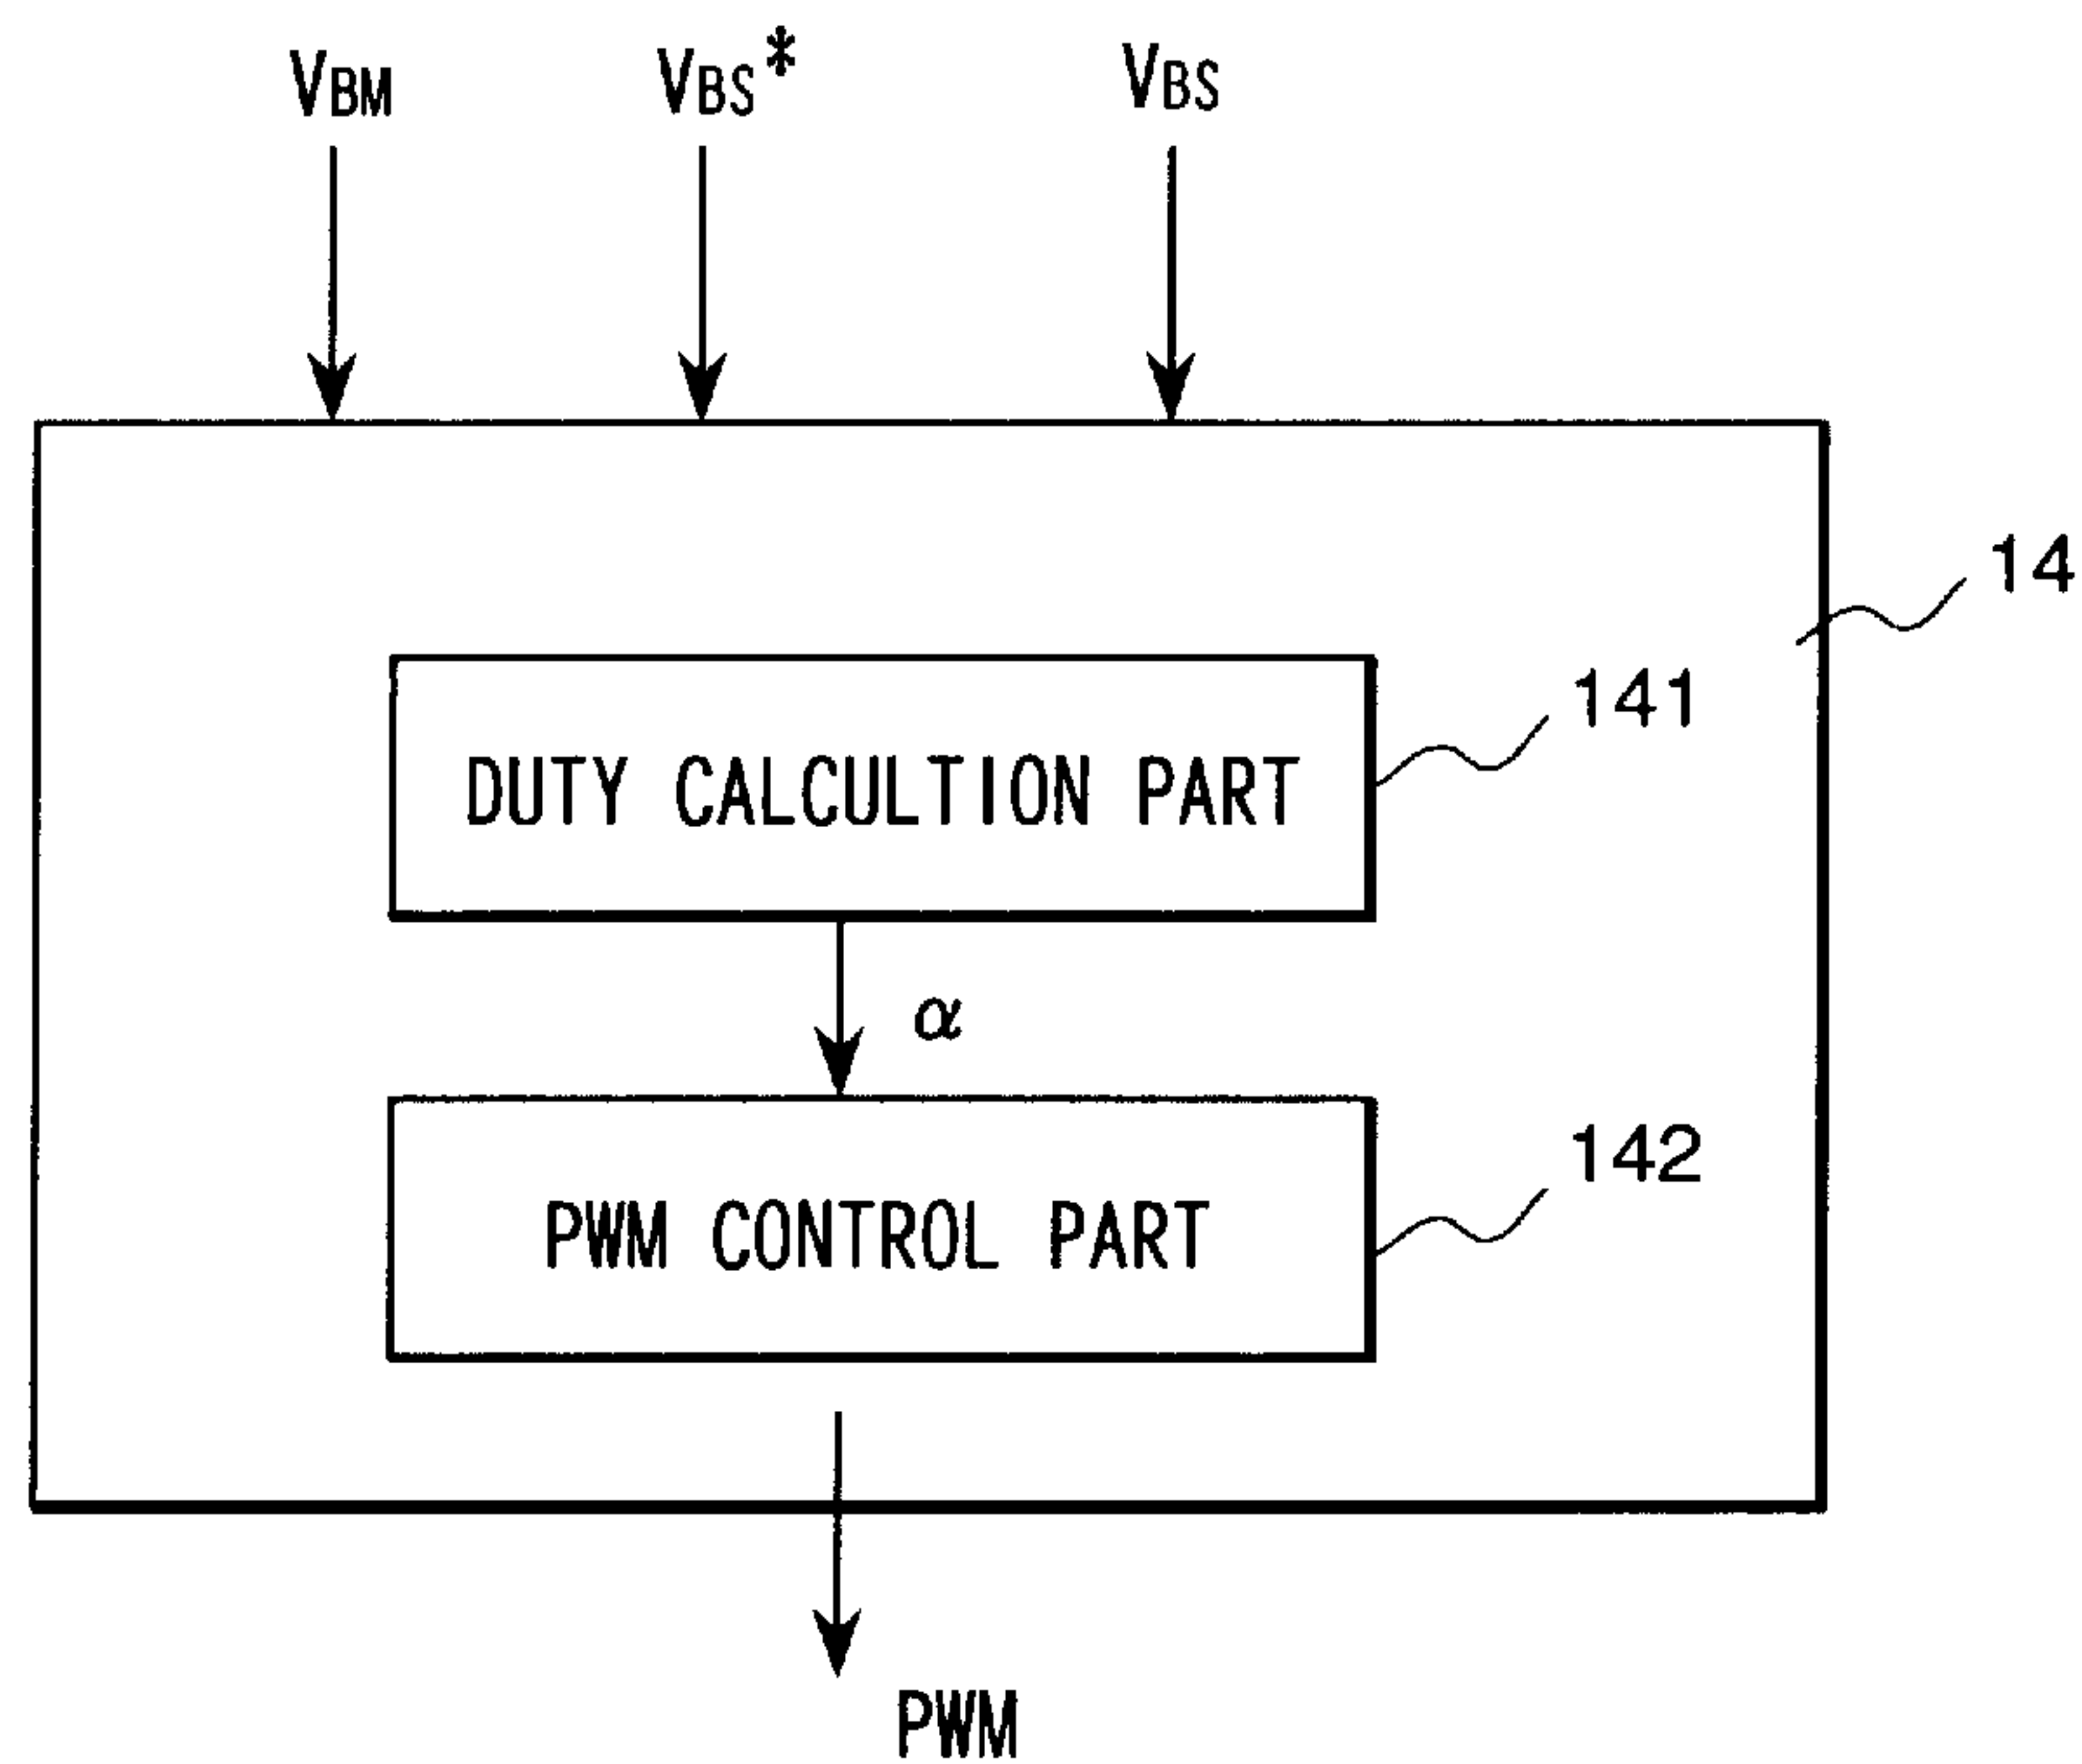 VBM VBS* VBS
14
141
DUTY CALCULTION PART
α
142
PWM CONTROL PART
PWM